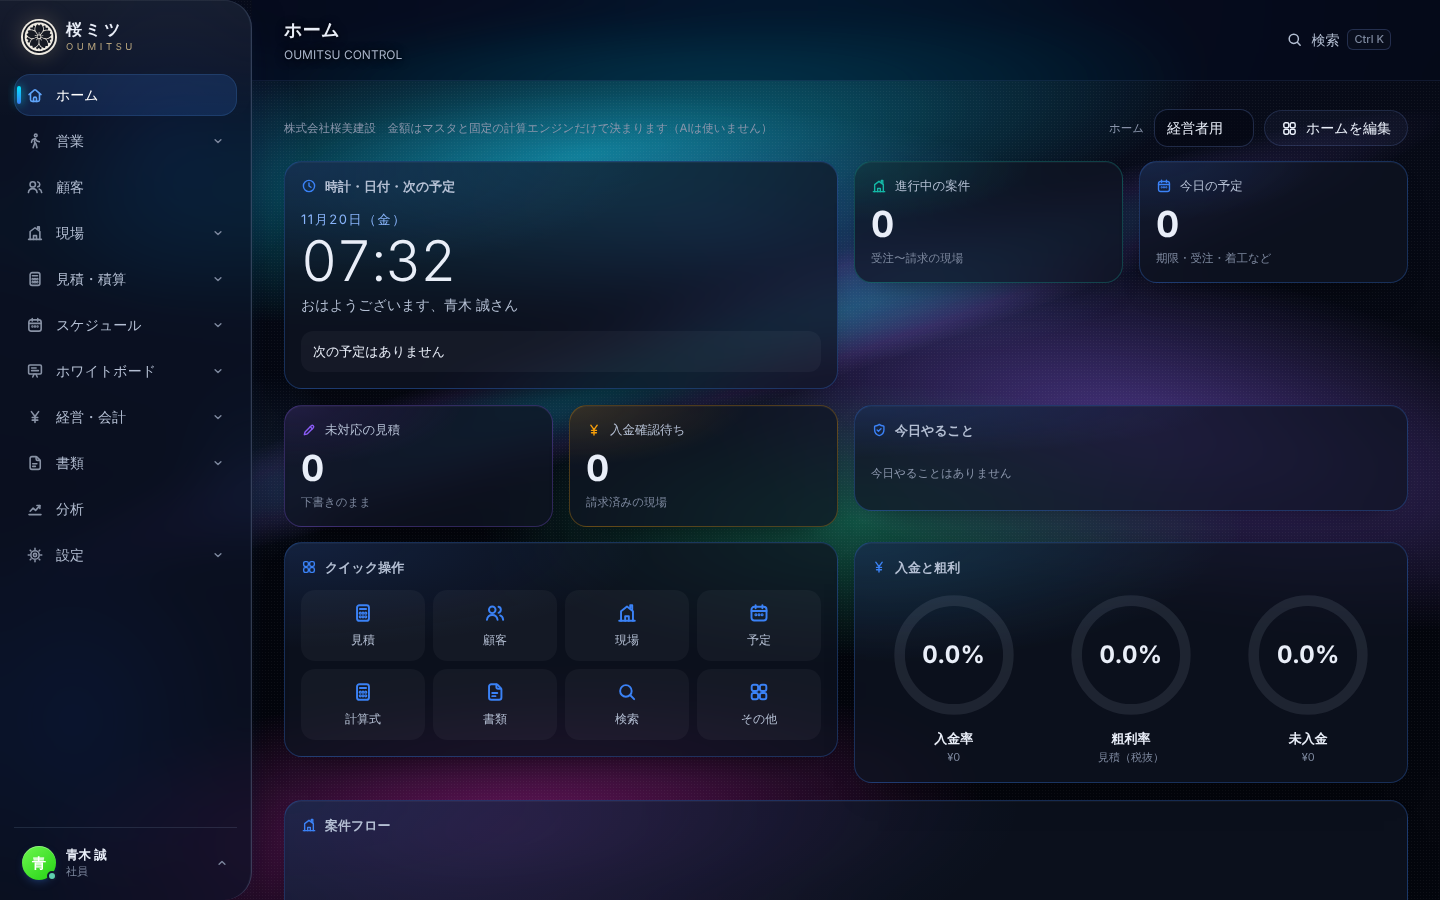 桜ミツ
OUMITSU
ホーム
営業
顧客
現場
見積・積算
スケジュール
ホワイトボード
経営・会計
書類
分析
設定
青
青木 誠
社員
ホーム
OUMITSU CONTROL
検索 Ctrl K
株式会社桜美建設 金額はマスタと固定の計算エンジンだけで決まります（AIは使いません）
ホーム 経営者用 ホームを編集
時計・日付・次の予定
11月20日（金）
07:32
おはようございます、青木 誠さん
次の予定はありません
進行中の案件
0
受注〜請求の現場
今日の予定
0
期限・受注・着工など
未対応の見積
0
下書きのまま
入金確認待ち
0
請求済みの現場
今日やること
今日やることはありません
クイック操作
見積 顧客 現場 予定
計算式 書類 検索 その他
入金と粗利
0.0% 0.0% 0.0%
入金率 粗利率 未入金
¥0 見積（税抜） ¥0
案件フロー